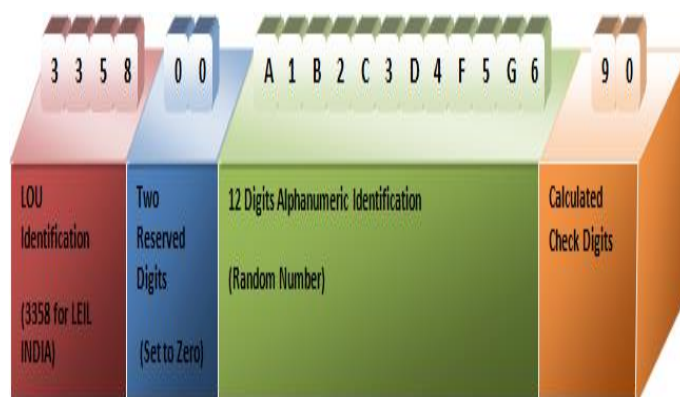 3 3 5 8 0 0 A 1 B 2 C 3 D 4 F 5 G 6 9 0
LOU
Identification
(3358 for LEIL
INDIA)
Two
Reserved
Digits
(Set to Zero)
12 Digits Alphanumeric Identification
(Random Number)
Calculated
Check Digits